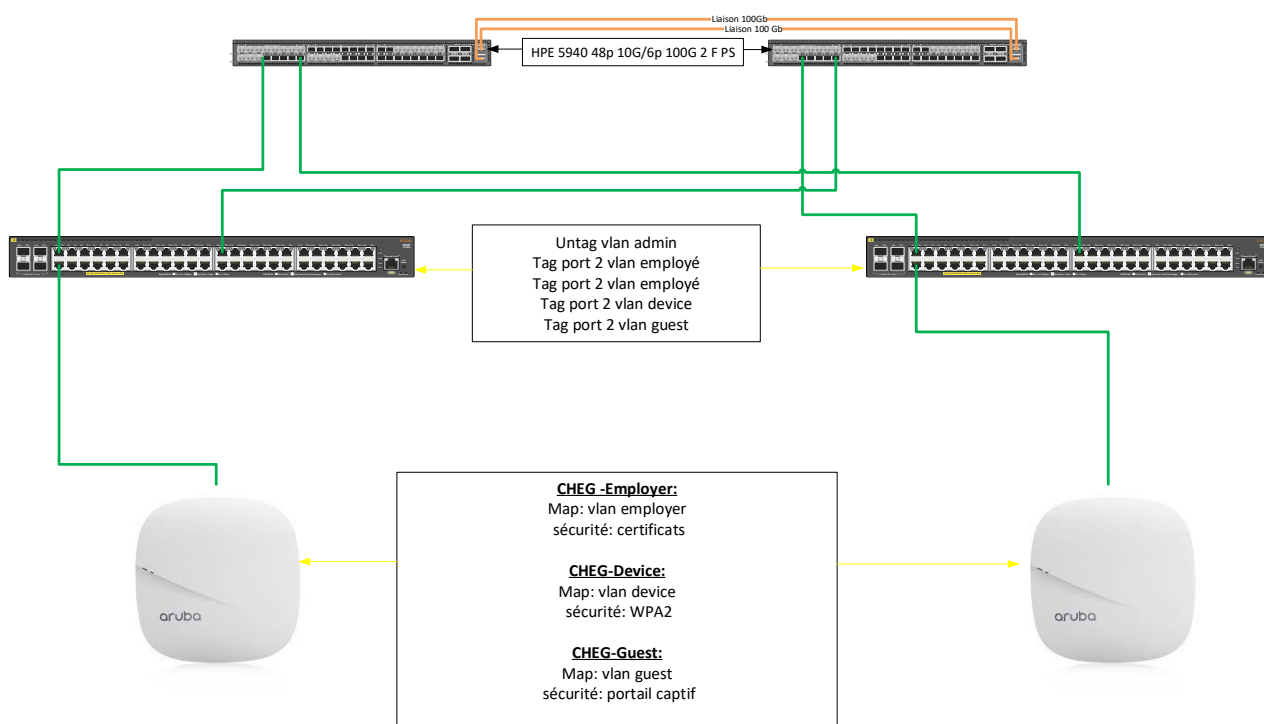 Liaison 100Gb
Liaison 100 Gb
HPE 5940 48p 10G/6p 100G 2 F PS
Untag vlan admin
Tag port 2 vlan employé
Tag port 2 vlan employé
Tag port 2 vlan device
Tag port 2 vlan guest
CHEG -Employer:
Map: vlan employer
sécurité: certificats
CHEG-Device:
Map: vlan device
sécurité: WPA2
CHEG-Guest:
Map: vlan guest
sécurité: portail captif
aruba
aruba